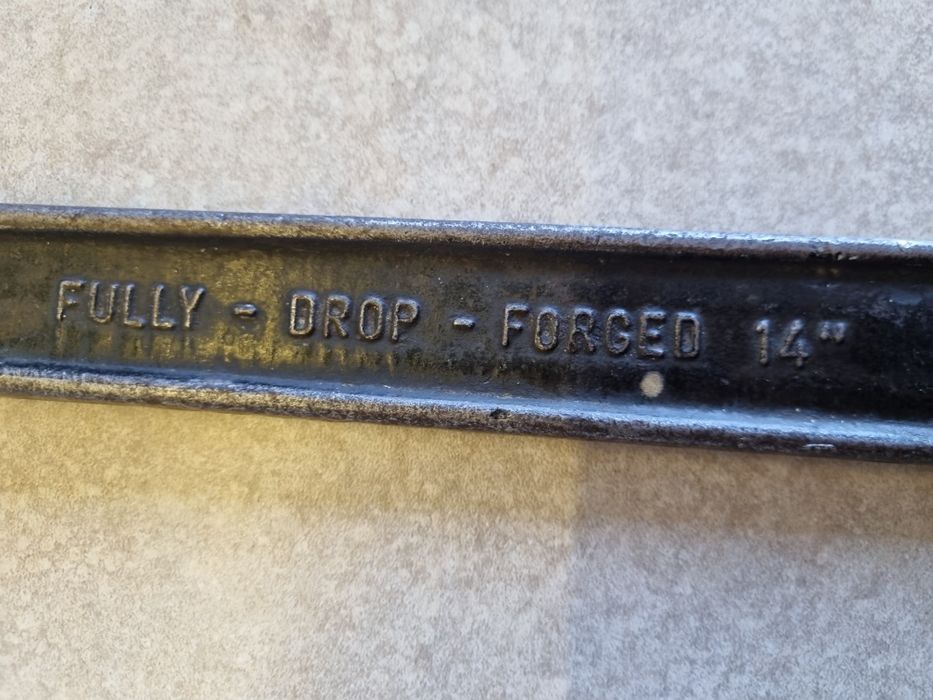 FULLY - DROP - FORGED 14"